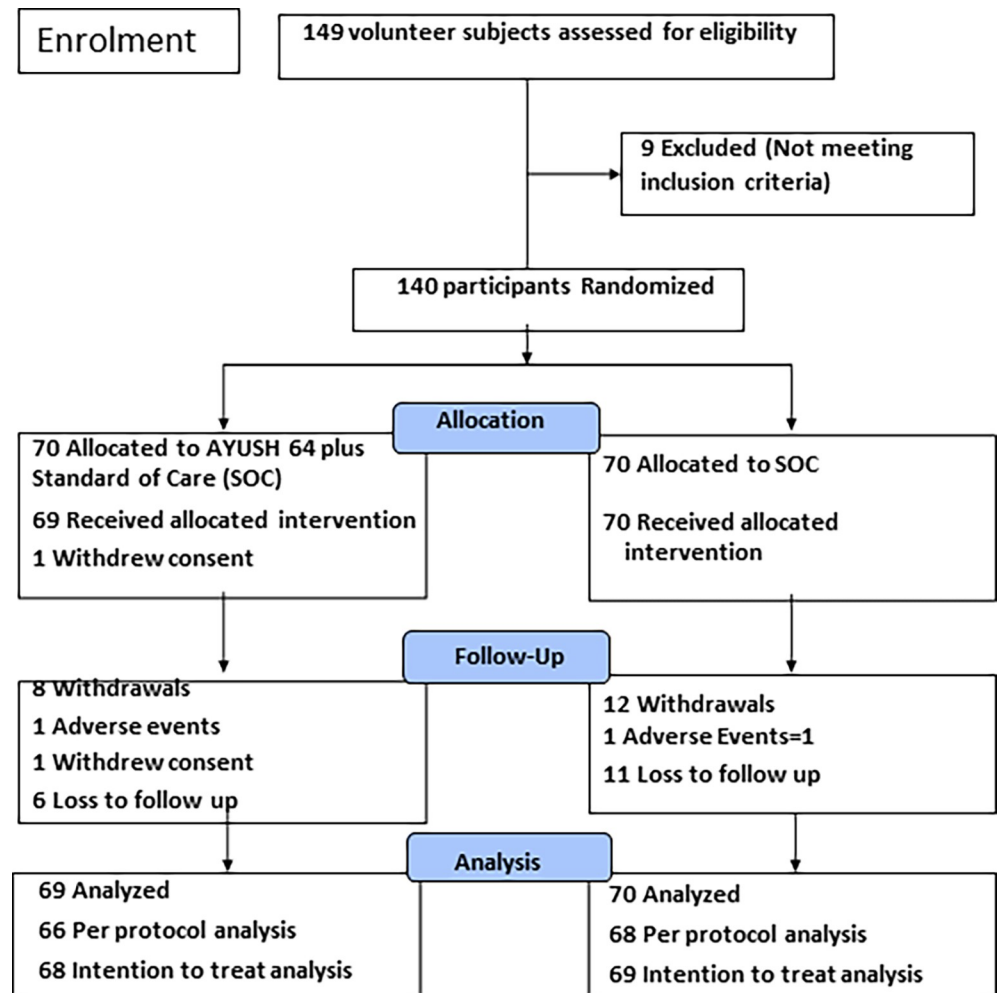 Enrolment
149 volunteer subjects assessed for eligibility
9 Excluded (Not meeting
inclusion criteria)
140 participants Randomized
Allocation
70 Allocated to AYUSH 64 plus
Standard of Care (SOC)
69 Received allocated intervention
1 Withdrew consent
70 Allocated to SOC
70 Received allocated
intervention
Follow-Up
8 Withdrawals
1 Adverse events
1 Withdrew consent
6 Loss to follow up
12 Withdrawals
1 Adverse Events=1
11 Loss to follow up
Analysis
69 Analyzed
66 Per protocol analysis
68 Intention to treat analysis
70 Analyzed
68 Per protocol analysis
69 Intention to treat analysis